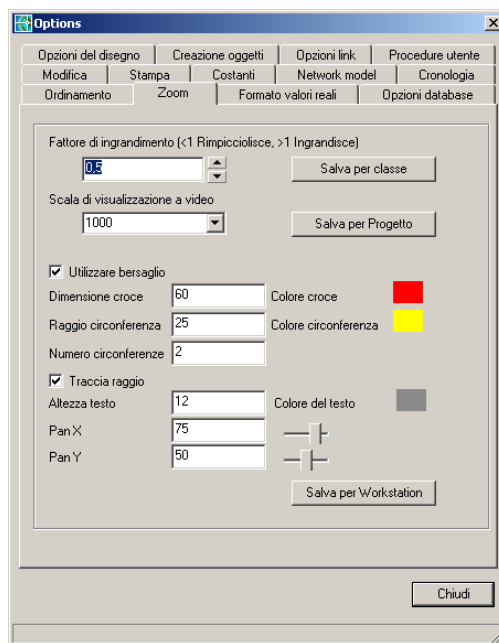 Options
Opzioni del disegno Creazione oggetti Opzioni link Procedure utente
Modifica Stampa Costanti Network model Cronologia
Ordinamento Zoom Formato valori reali Opzioni database
Fattore di ingrandimento (<1 Rimpicciolisce, >1 Ingrandisce)
0,5 Salva per classe
Scala di visualizzazione a video
1000 Salva per Progetto
Utilizzare bersaglio
Dimensione croce 60 Colore croce
Raggio circonferenza 25 Colore circonferenza
Numero circonferenze 2
Traccia raggio
Altezza testo 12 Colore del testo
Pan X 75
Pan Y 50
Salva per Workstation
Chiudi